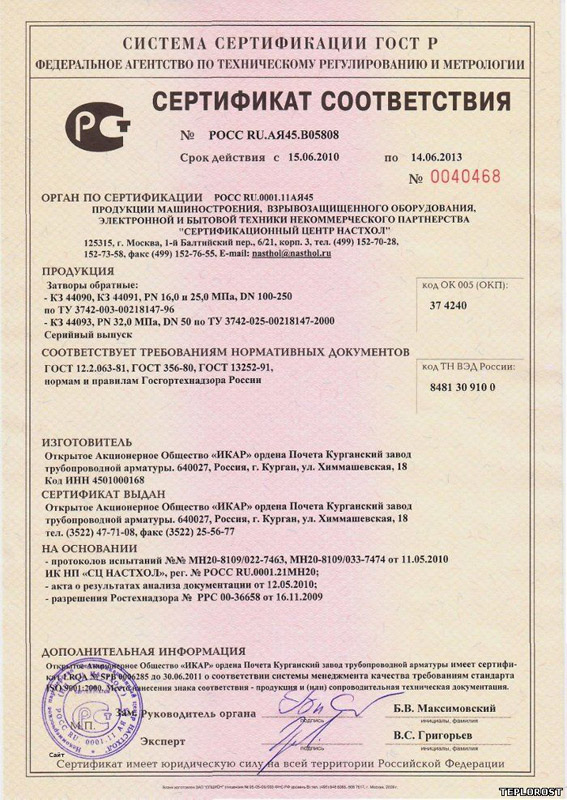 СИСТЕМА СЕРТИФИКАЦИИ ГОСТ Р
ФЕДЕРАЛЬНОЕ АГЕНТСТВО ПО ТЕХНИЧЕСКОМУ РЕГУЛИРОВАНИЮ И МЕТРОЛОГИИ
СЕРТИФИКАТ СООТВЕТСТВИЯ
№ РОСС RU.АЯ45.В05808
Срок действия с 15.06.2010 по 14.06.2013
№ 0040468
ОРГАН ПО СЕРТИФИКАЦИИ РОСС RU.0001.11АЯ45
ПРОДУКЦИИ МАШИНОСТРОЕНИЯ, ВЗРЫВОЗАЩИЩЕННОГО ОБОРУДОВАНИЯ,
ЭЛЕКТРОННОЙ И БЫТОВОЙ ТЕХНИКИ НЕКОММЕРЧЕСКОГО ПАРТНЕРСТВА
"СЕРТИФИКАЦИОННЫЙ ЦЕНТР НАСТХОЛ"
125315, г. Москва, 1-й Балтийский пер., 6/21, корп. 3, тел. (499) 152-70-28,
152-73-58, факс (499) 152-76-55. E-mail: nasthol@nasthol.ru
ПРОДУКЦИЯ
Затворы обратные:
- КЗ 44090, КЗ 44091, PN 16,0 и 25,0 МПа, DN 100-250
по ТУ 3742-003-00218147-96
- КЗ 44093, PN 32,0 МПа, DN 50 по ТУ 3742-025-00218147-2000
Серийный выпуск
код ОК 005 (ОКП):
37 4240
СООТВЕТСТВУЕТ ТРЕБОВАНИЯМ НОРМАТИВНЫХ ДОКУМЕНТОВ
ГОСТ 12.2.063-81, ГОСТ 356-80, ГОСТ 13252-91,
нормам и правилам Госгортехнадзора России
код ТН ВЭД России:
8481 30 910 0
ИЗГОТОВИТЕЛЬ
Открытое Акционерное Общество «ИКАР» ордена Почета Курганский завод
трубопроводной арматуры. 640027, Россия, г. Курган, ул. Химмашевская, 18
Код ИНН 4501000168
СЕРТИФИКАТ ВЫДАН
Открытое Акционерное Общество «ИКАР» ордена Почета Курганский завод
трубопроводной арматуры. 640027, Россия, г. Курган, ул. Химмашевская, 18
тел. (3522) 47-71-08, факс (3522) 25-56-77
НА ОСНОВАНИИ
- протоколов испытаний №№ МН20-8109/022-7463, МН20-8109/033-7474 от 11.05.2010
ИК НП «СЦ НАСТХОЛ», рег. № РОСС RU.0001.21МН20;
- акта о результатах анализа документации от 12.05.2010;
- разрешения Ростехнадзора № РРС 00-36658 от 16.11.2009
ДОПОЛНИТЕЛЬНАЯ ИНФОРМАЦИЯ
Открытое Акционерное Общество «ИКАР» ордена Почета Курганский завод трубопроводной арматуры имеет сертифи-
кат LRQA № SPB 0006285 до 30.06.2011 о соответствии системы менеджмента качества требованиям стандарта
ISO 9001:2000. Место нанесения знака соответствия - продукция и (или) сопроводительная техническая документация.
Зам. Руководитель органа
подпись
Б.В. Максимовский
инициалы, фамилия
М.П.
Эксперт
подпись
В.С. Григорьев
инициалы, фамилия
Сайт
Сертификат имеет юридическую силу на всей территории Российской Федерации
TEPLOROST